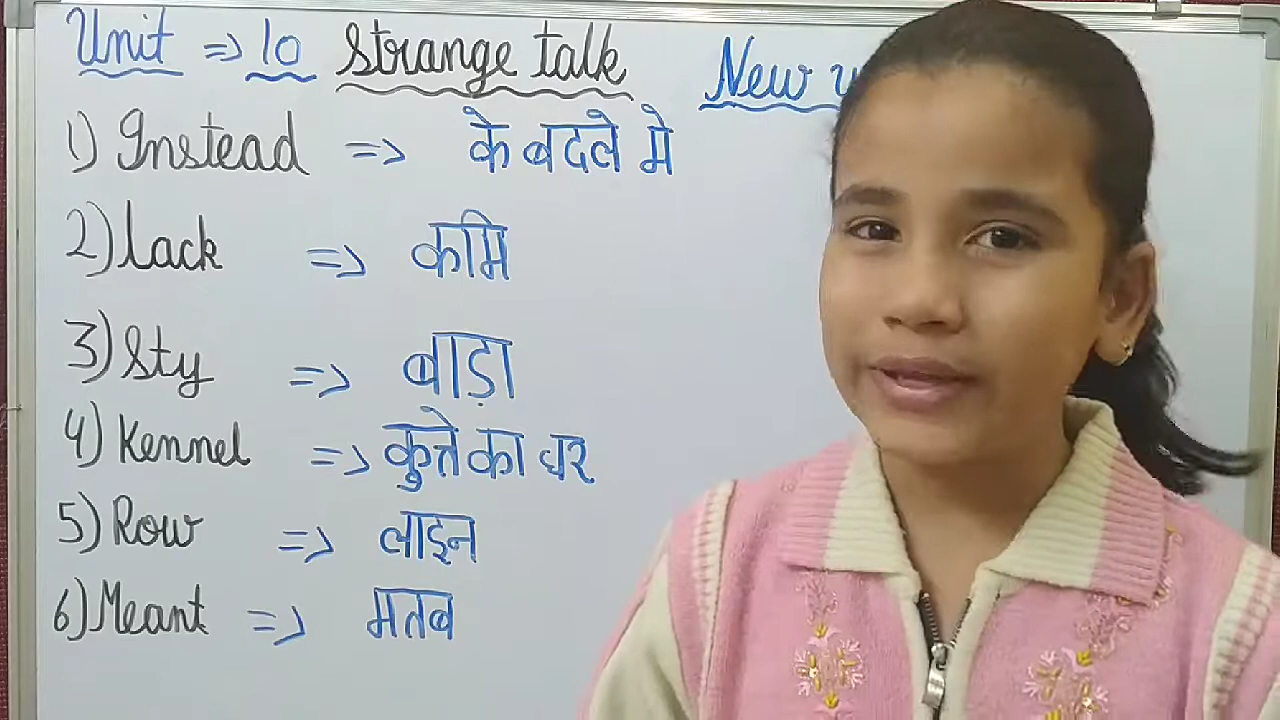 Unit => 10 Strange talk
New
1) Instead => के बदले मे
2) lack => कमि
3) Sty => बाड़ा
4) Kennel => कुत्ते का घर
5) Row => लाइन
6) Meant => मतब